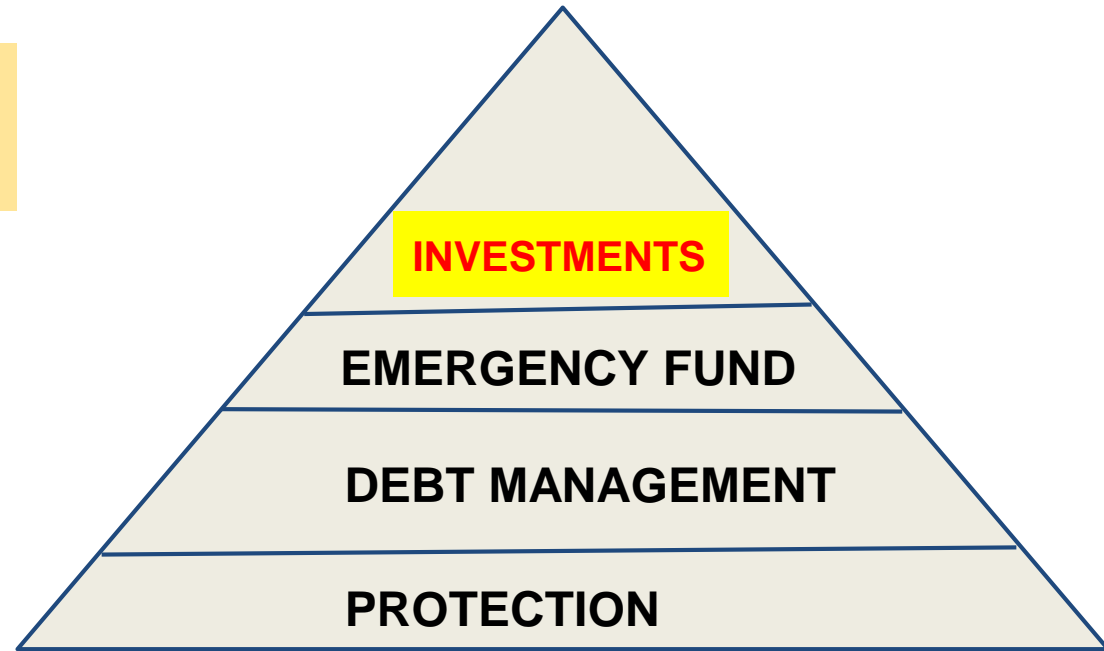 INVESTMENTS
EMERGENCY FUND
DEBT MANAGEMENT
PROTECTION